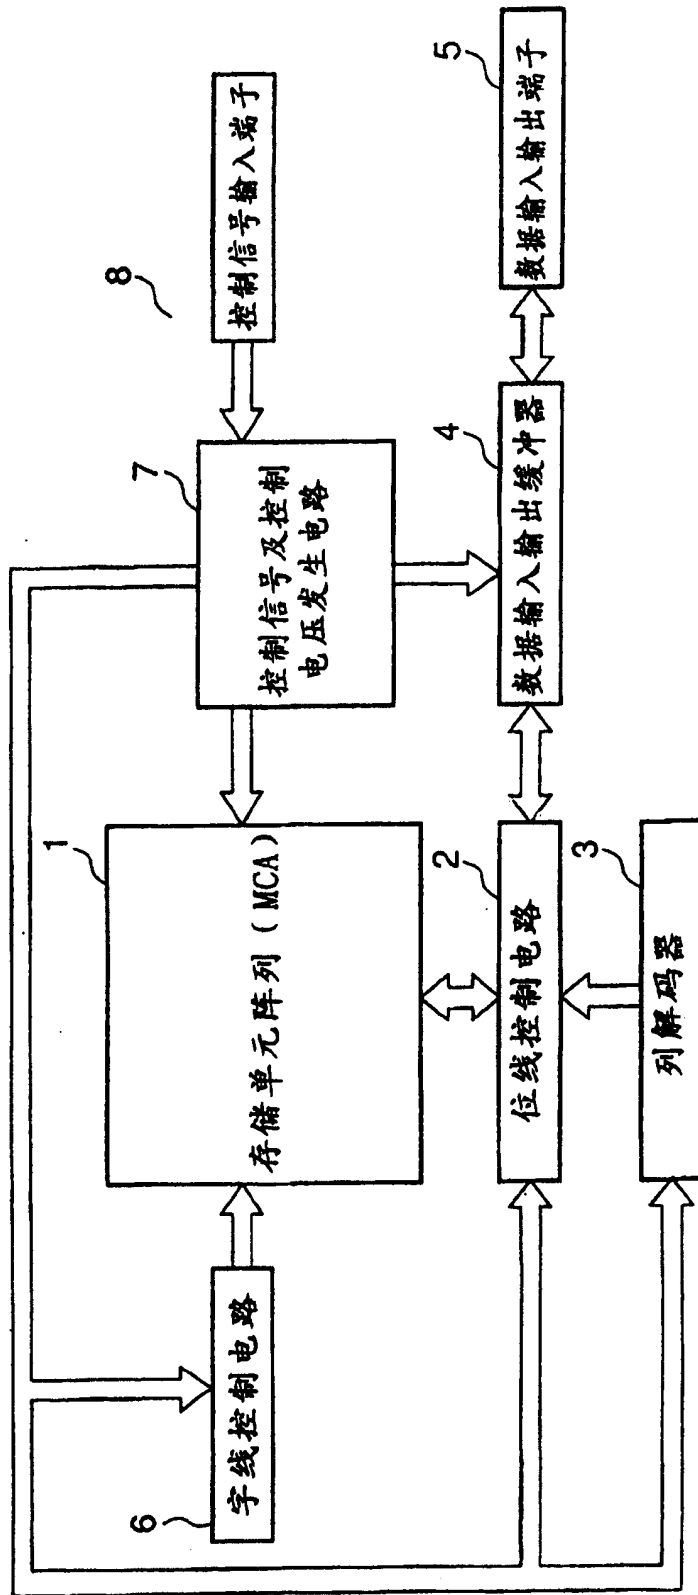 1
存储单元阵列(MCA)
2
位线控制电路
3
列解码器
4
数据输入输出缓冲器
5
数据输入输出端子
6
字线控制电路
7
控制信号及控制
电压发生电路
8
控制信号输入端子